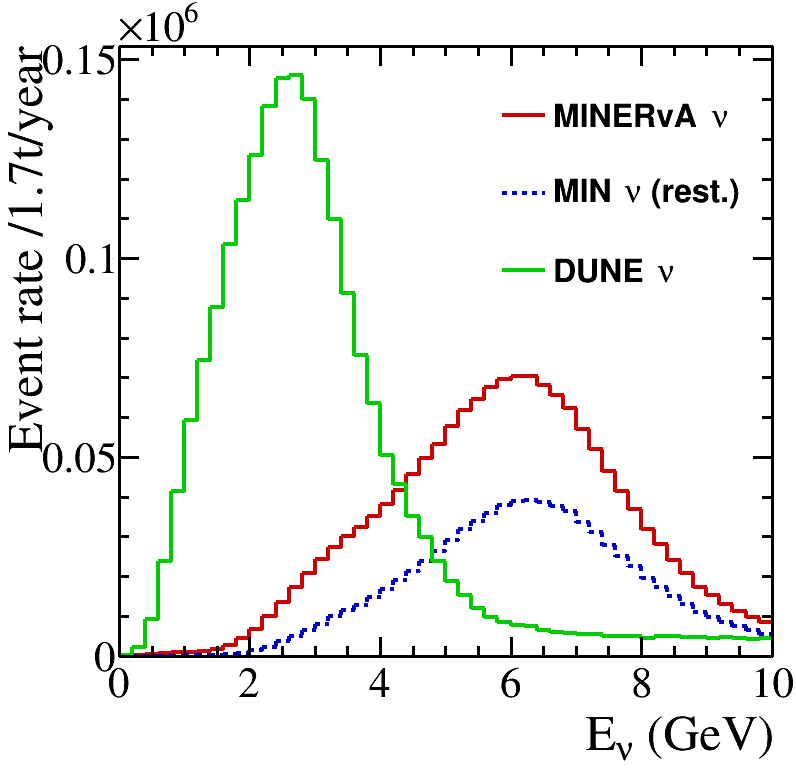 ×10⁶
Event rate /1.7t/year
0.15
0.1
0.05
0
MINERvA ν
MIN ν (rest.)
DUNE ν
0 2 4 6 8 10
Eν (GeV)